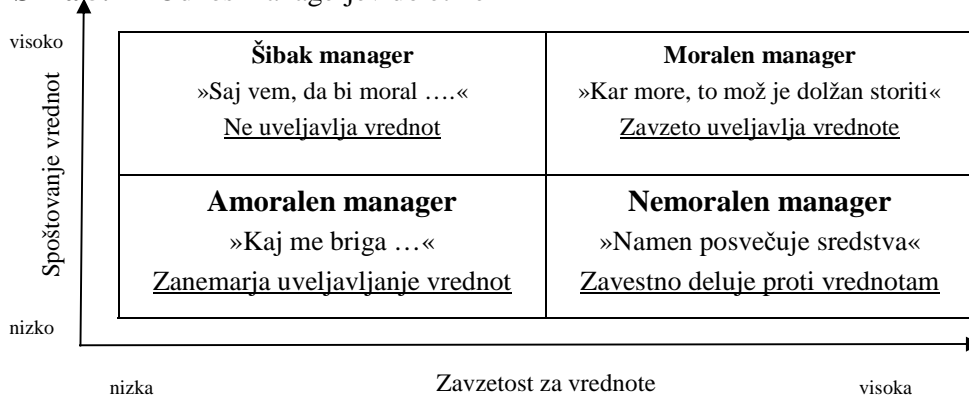 visoko
Šibak manager
»Saj vem, da bi moral ….«
Ne uveljavlja vrednot
Moralen manager
»Kar more, to mož je dolžan storiti«
Zavzeto uveljavlja vrednote
Spoštovanje vrednot
Amoralen manager
»Kaj me briga …«
Zanemarja uveljavljanje vrednot
Nemoralen manager
»Namen posvečuje sredstva«
Zavestno deluje proti vrednotam
nizko
nizka
Zavzetost za vrednote
visoka